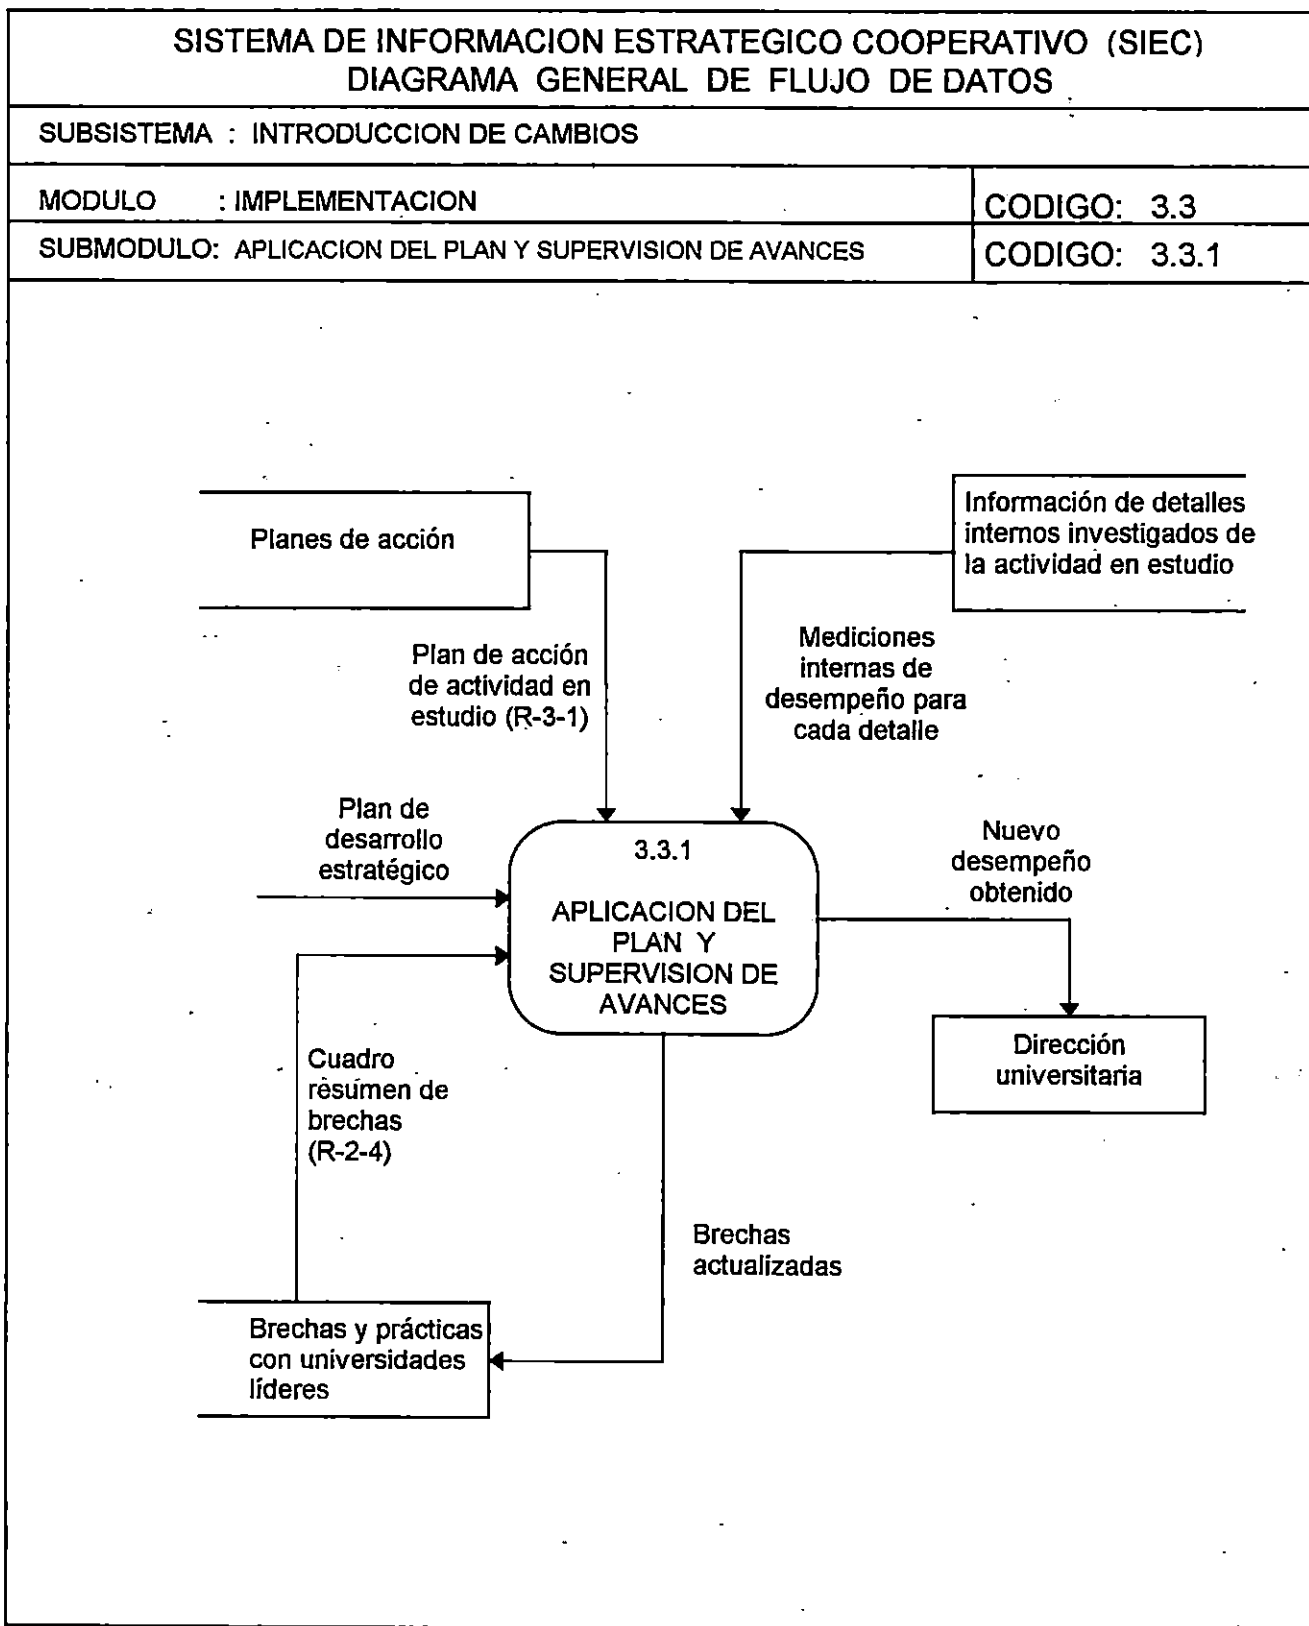 SISTEMA DE INFORMACION ESTRATEGICO COOPERATIVO (SIEC)
DIAGRAMA GENERAL DE FLUJO DE DATOS
SUBSISTEMA : INTRODUCCION DE CAMBIOS
MODULO : IMPLEMENTACION
CODIGO: 3.3
SUBMODULO: APLICACION DEL PLAN Y SUPERVISION DE AVANCES
CODIGO: 3.3.1
Planes de acción
Información de detalles
internos investigados de
la actividad en estudio
Plan de acción
de actividad en
estudio (R-3-1)
Mediciones
internas de
desempeño para
cada detalle
Plan de
desarrollo
estratégico
3.3.1
APLICACION DEL
PLAN Y
SUPERVISION DE
AVANCES
Nuevo
desempeño
obtenido
Dirección
universitaria
Cuadro
resúmen de
brechas
(R-2-4)
Brechas
actualizadas
Brechas y prácticas
con universidades
líderes